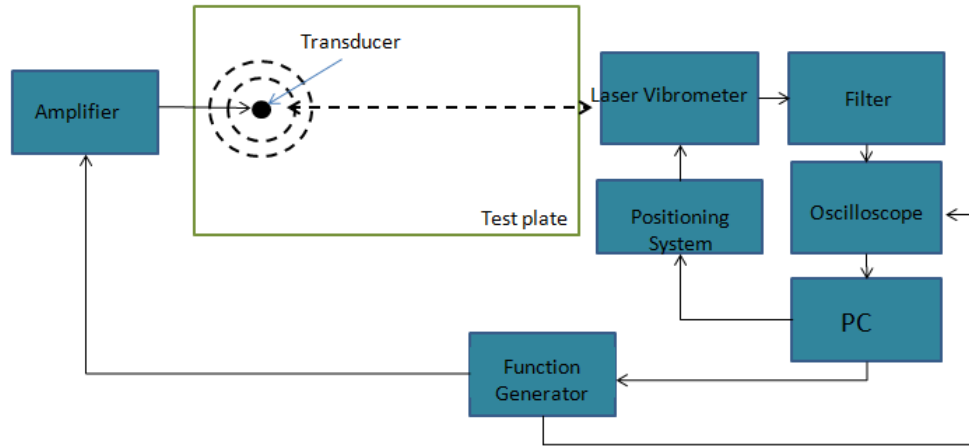 Transducer
Amplifier
Laser Vibrometer
Filter
Test plate
Positioning
System
Oscilloscope
PC
Function
Generator